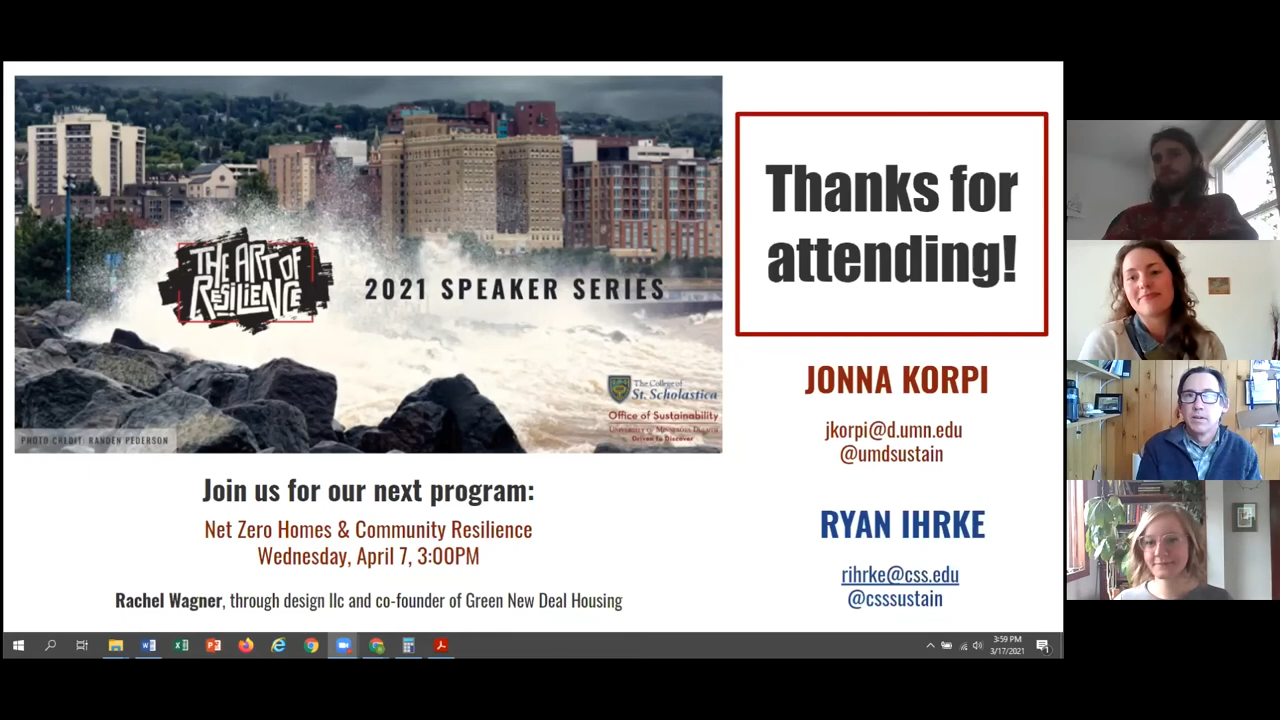 THE ART OF
RESILIENCE
2021 SPEAKER SERIES
The College of
St. Scholastica
Office of Sustainability
University of Minnesota Duluth
Driven to Discover
PHOTO CREDIT: RANDEN PEDERSON
Thanks for
attending!
JONNA KORPI
jkorpi@d.umn.edu
@umdsustain
RYAN IHRKE
rihrke@css.edu
@csssustain
Join us for our next program:
Net Zero Homes & Community Resilience
Wednesday, April 7, 3:00PM
Rachel Wagner, through design llc and co-founder of Green New Deal Housing
3:59 PM
3/17/2021